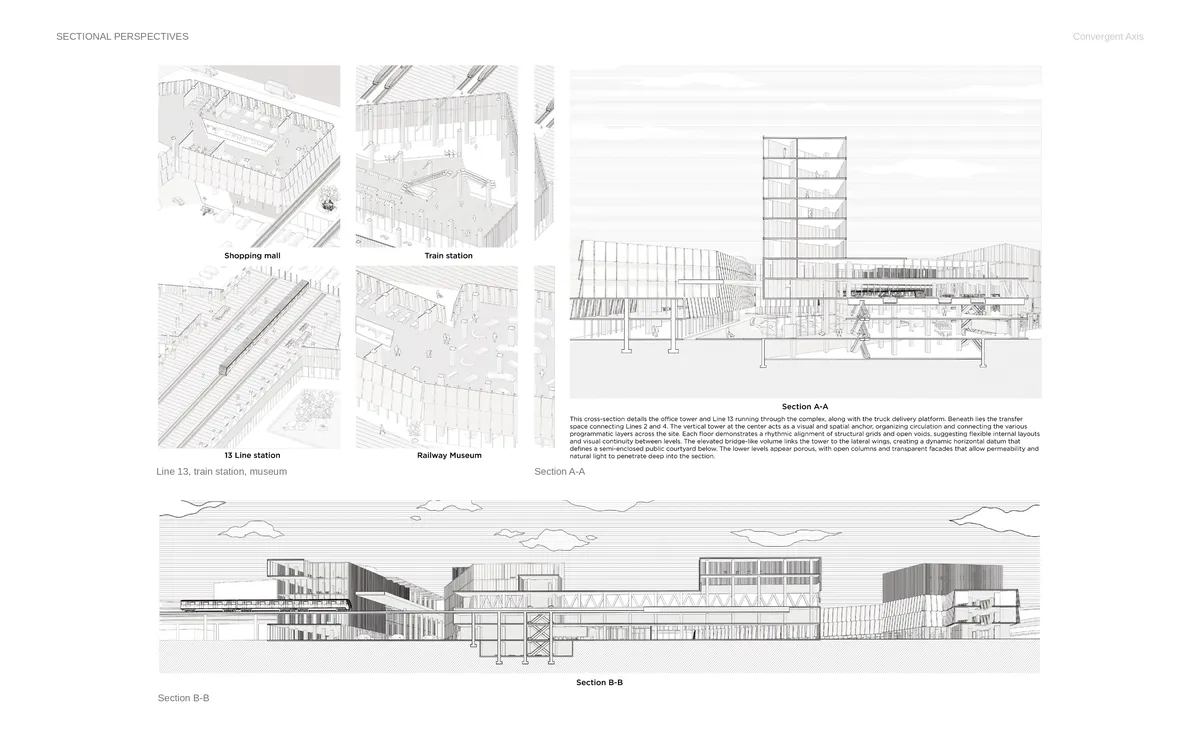 SECTIONAL PERSPECTIVES
Convergent Axis
Shopping mall
Train station
13 Line station
Railway Museum
Line 13, train station, museum
Section A-A
This cross-section details the office tower and Line 13 running through the complex, along with the truck delivery platform. Beneath lies the transfer
space connecting Lines 2 and 4. The vertical tower at the center acts as a visual and spatial anchor, organizing circulation and connecting the various
programmatic layers across the site. Each floor demonstrates a rhythmic alignment of structural grids and open voids, suggesting flexible internal layouts
and visual continuity between levels. The elevated bridge-like volume links the tower to the lateral wings, creating a dynamic horizontal datum that
defines a semi-enclosed public courtyard below. The lower levels appear porous, with open columns and transparent facades that allow permeability and
natural light to penetrate deep into the section.
Section A-A
Section B-B
Section B-B